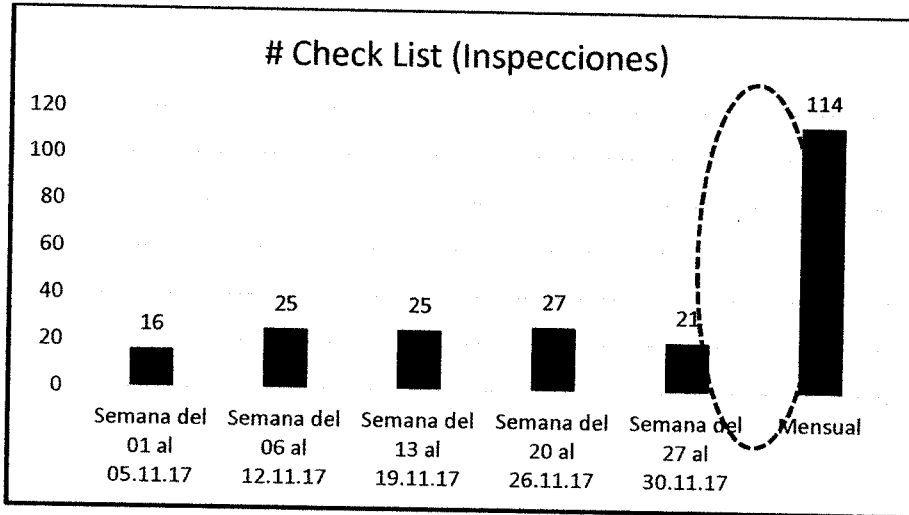 # Check List (Inspecciones)
120
100
80
60
40
20
0
16
25
25
27
21
114
Semana del
01 al
05.11.17
Semana del
06 al
12.11.17
Semana del
13 al
19.11.17
Semana del
20 al
26.11.17
Semana del
27 al
30.11.17
Mensual